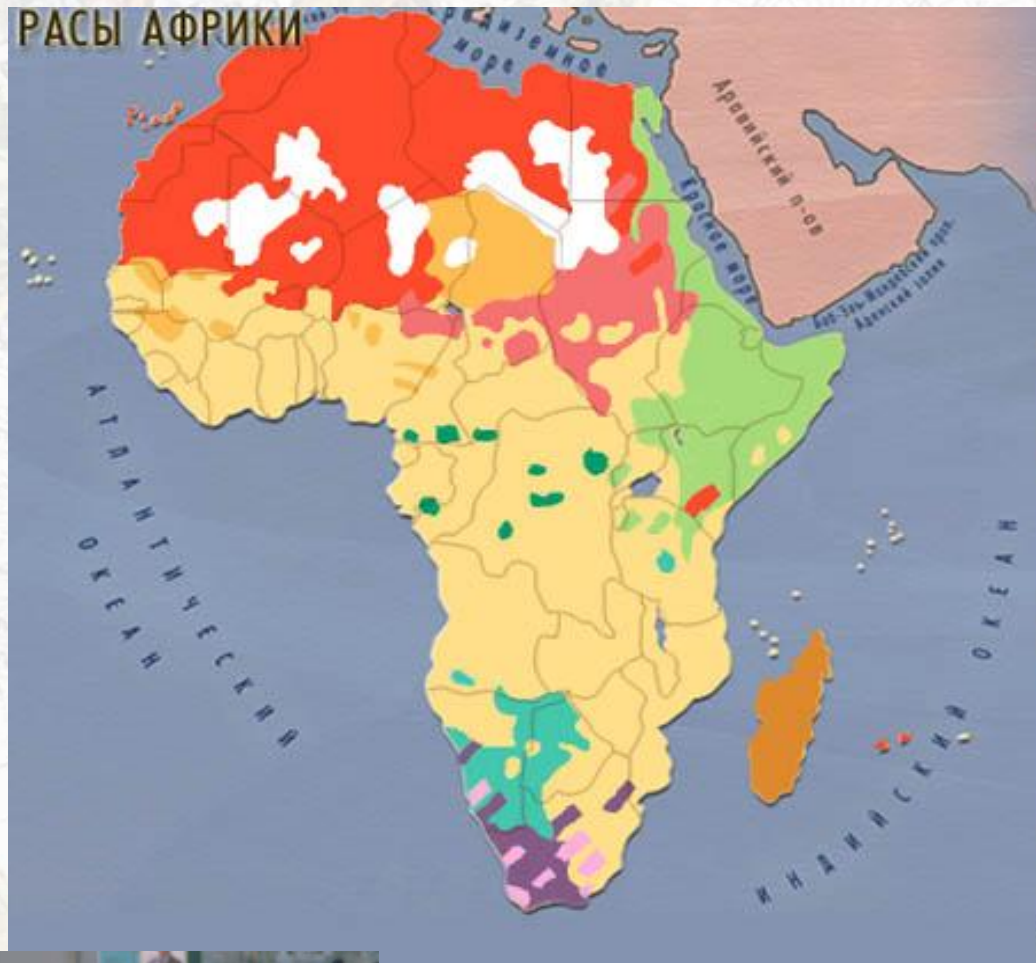 РАСЫ АФРИКИ
Средиземное
море
Аравийский п-ов
Красное море
Баб-Эль-Мандебский прол.
Аденский залив
АТЛАНТИЧЕСКИЙ
ОКЕАН
ИНДИЙСКИЙ
ОКЕАН